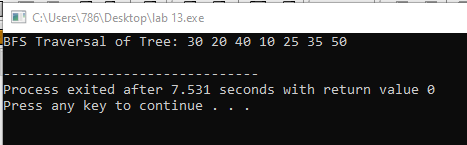 C:\Users\786\Desktop\lab 13.exe
BFS Traversal of Tree: 30 20 40 10 25 35 50
--------------------------------
Process exited after 7.531 seconds with return value 0
Press any key to continue . . .